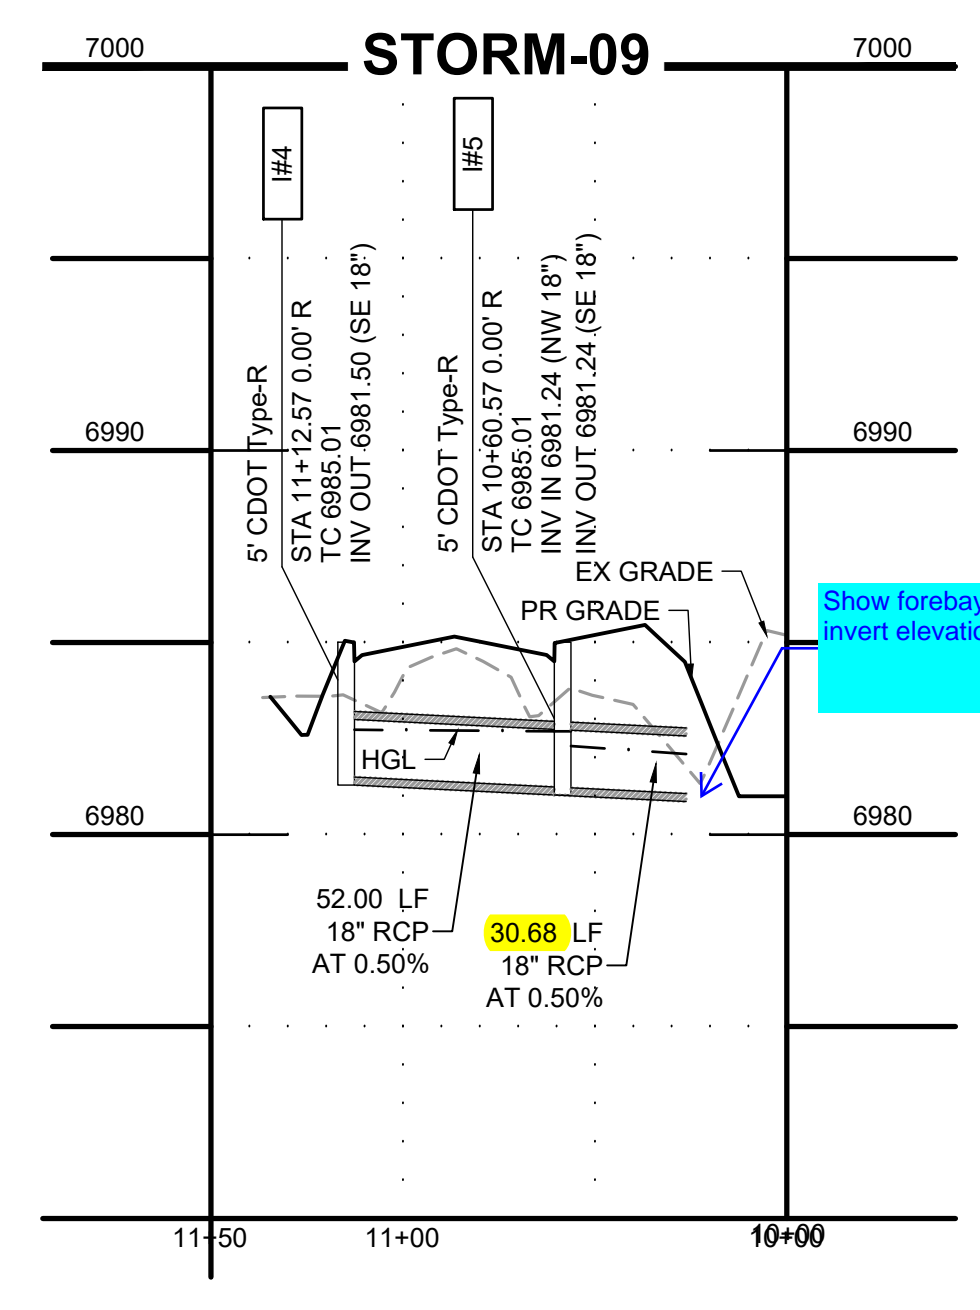 7000
STORM-09
7000
I#4
I#5
5' CDOT Type-R
STA 11+12.57 0.00' R
TC 6985.01
INV OUT 6981.50 (SE 18")
5' CDOT Type-R
STA 10+60.57 0.00' R
TC 6985.01
INV IN 6981.24 (NW 18")
INV OUT 6981.24 (SE 18")
6990
6990
EX GRADE
PR GRADE
Show forebay
invert
HGL
6980
6980
52.00 LF
18" RCP
AT 0.50%
30.68 LF
18" RCP
AT 0.50%
11+50
11+00
10+00